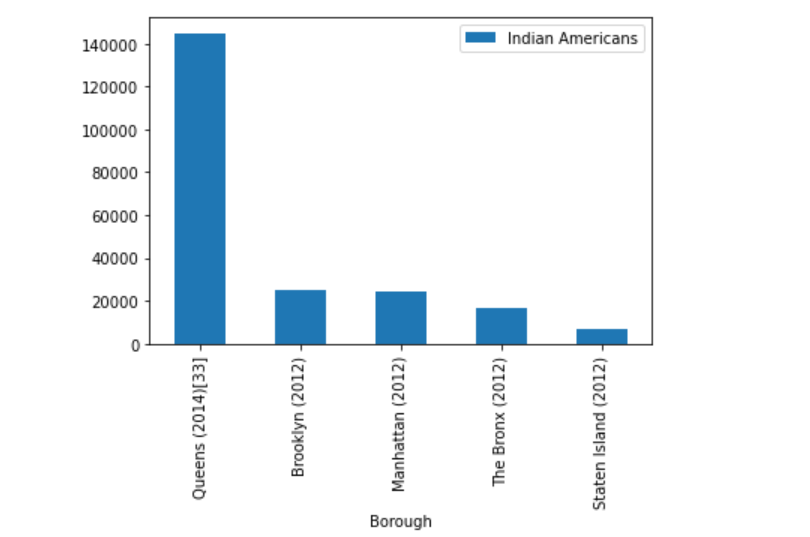 Indian Americans
140000
120000
100000
80000
60000
40000
20000
0
Queens (2014)[33]
Brooklyn (2012)
Manhattan (2012)
The Bronx (2012)
Staten Island (2012)
Borough